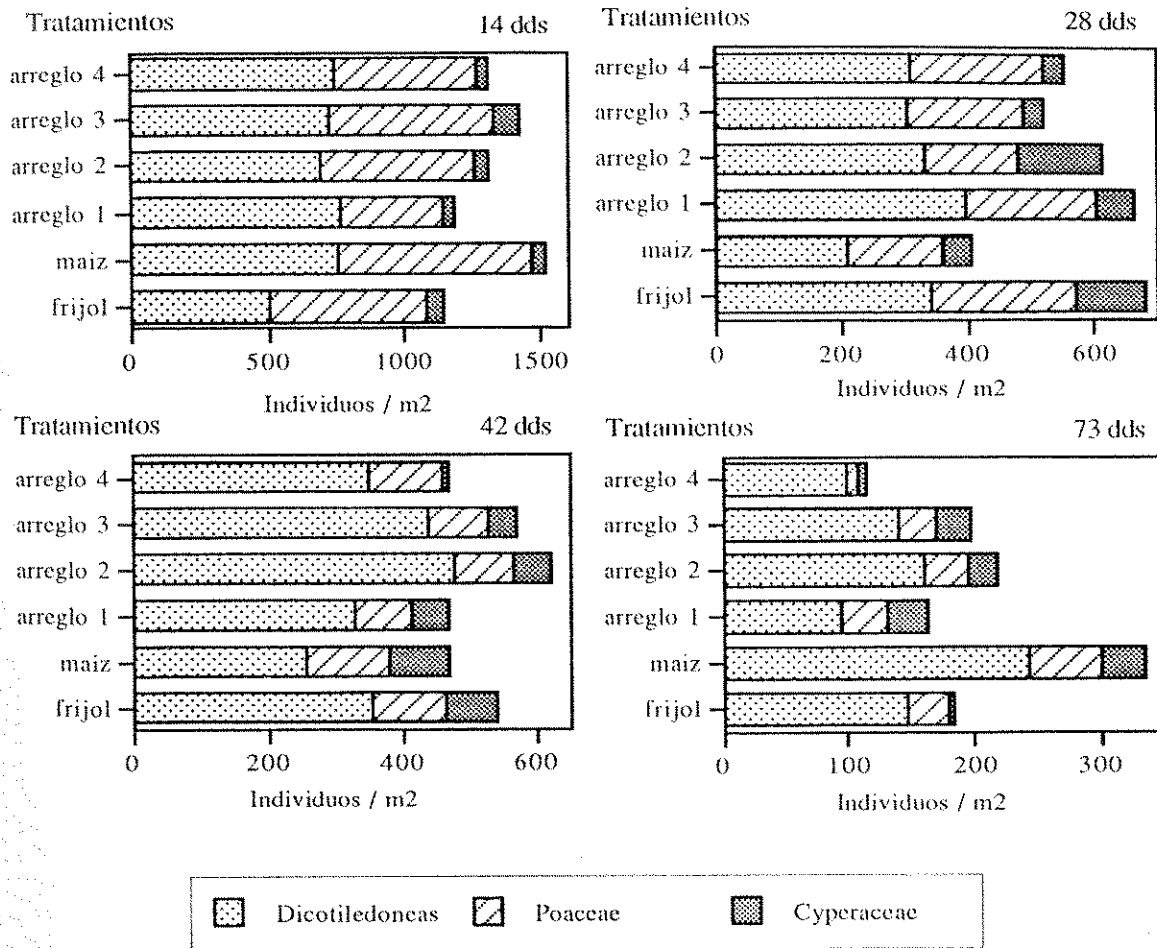 Tratamientos 14 dds
arreglo 4
arreglo 3
arreglo 2
arreglo 1
maiz
frijol
0 500 1000 1500
Individuos / m2
Tratamientos 28 dds
arreglo 4
arreglo 3
arreglo 2
arreglo 1
maiz
frijol
0 200 400 600
Individuos / m2
Tratamientos 42 dds
arreglo 4
arreglo 3
arreglo 2
arreglo 1
maiz
frijol
0 200 400 600
Individuos / m2
Tratamientos 73 dds
arreglo 4
arreglo 3
arreglo 2
arreglo 1
maiz
frijol
0 100 200 300
Individuos / m2
Dicotiledoneas Poaceae Cyperaceae